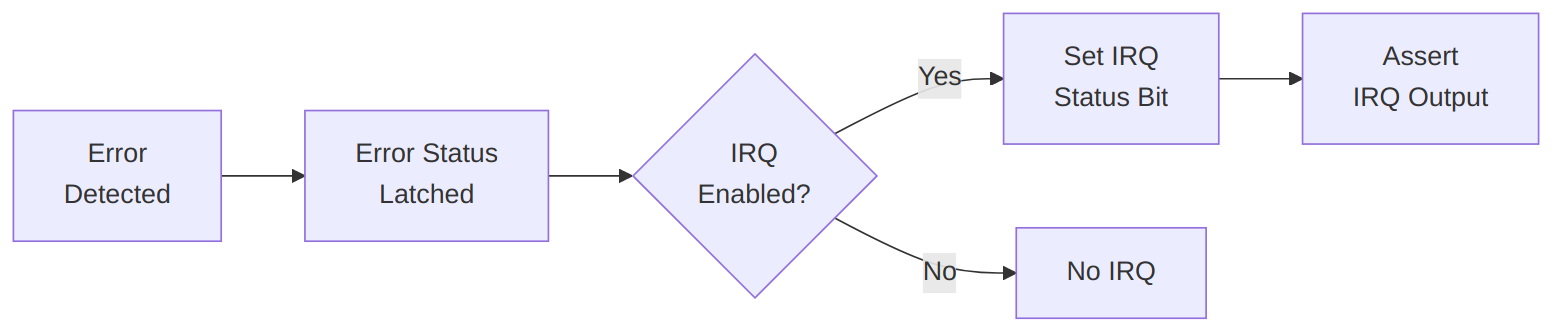 Error
Detected
Error Status
Latched
IRQ
Enabled?
Yes
Set IRQ
Status Bit
Assert
IRQ Output
No
No IRQ